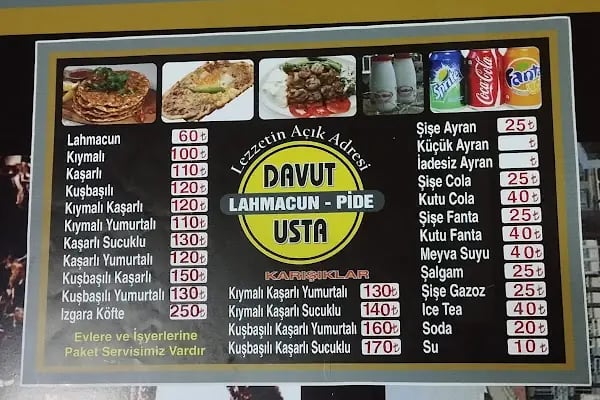 Sprite
Coca-Cola
Fanta
Lahmacun 60₺
Kıymalı 100₺
Kaşarlı 110₺
Kuşbaşılı 120₺
Kıymalı Kaşarlı 120₺
Kıymalı Yumurtalı 110₺
Kaşarlı Sucuklu 130₺
Kaşarlı Yumurtalı 120₺
Kuşbaşılı Kaşarlı 150₺
Kuşbaşılı Yumurtalı 130₺
Izgara Köfte 250₺
Evlere ve İşyerlerine
Paket Servisimiz Vardır
Lezzetin Açık Adresi
DAVUT
LAHMACUN - PİDE
USTA
KARIŞIKLAR
Kıymalı Kaşarlı Yumurtalı 130₺
Kıymalı Kaşarlı Sucuklu 140₺
Kuşbaşılı Kaşarlı Yumurtalı 160₺
Kuşbaşılı Kaşarlı Sucuklu 170₺
Şişe Ayran 25₺
Küçük Ayran ₺
İadesiz Ayran ₺
Şişe Cola 25₺
Kutu Cola 40₺
Şişe Fanta 25₺
Kutu Fanta 40₺
Meyva Suyu 40₺
Şalgam 25₺
Şişe Gazoz 25₺
Ice Tea 40₺
Soda 20₺
Su 10₺